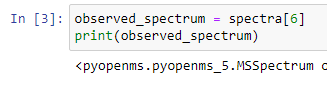 In [3]: observed_spectrum = spectra[6]
print(observed_spectrum)
<pyopenms.pyopenms_5.MSSpectrum o